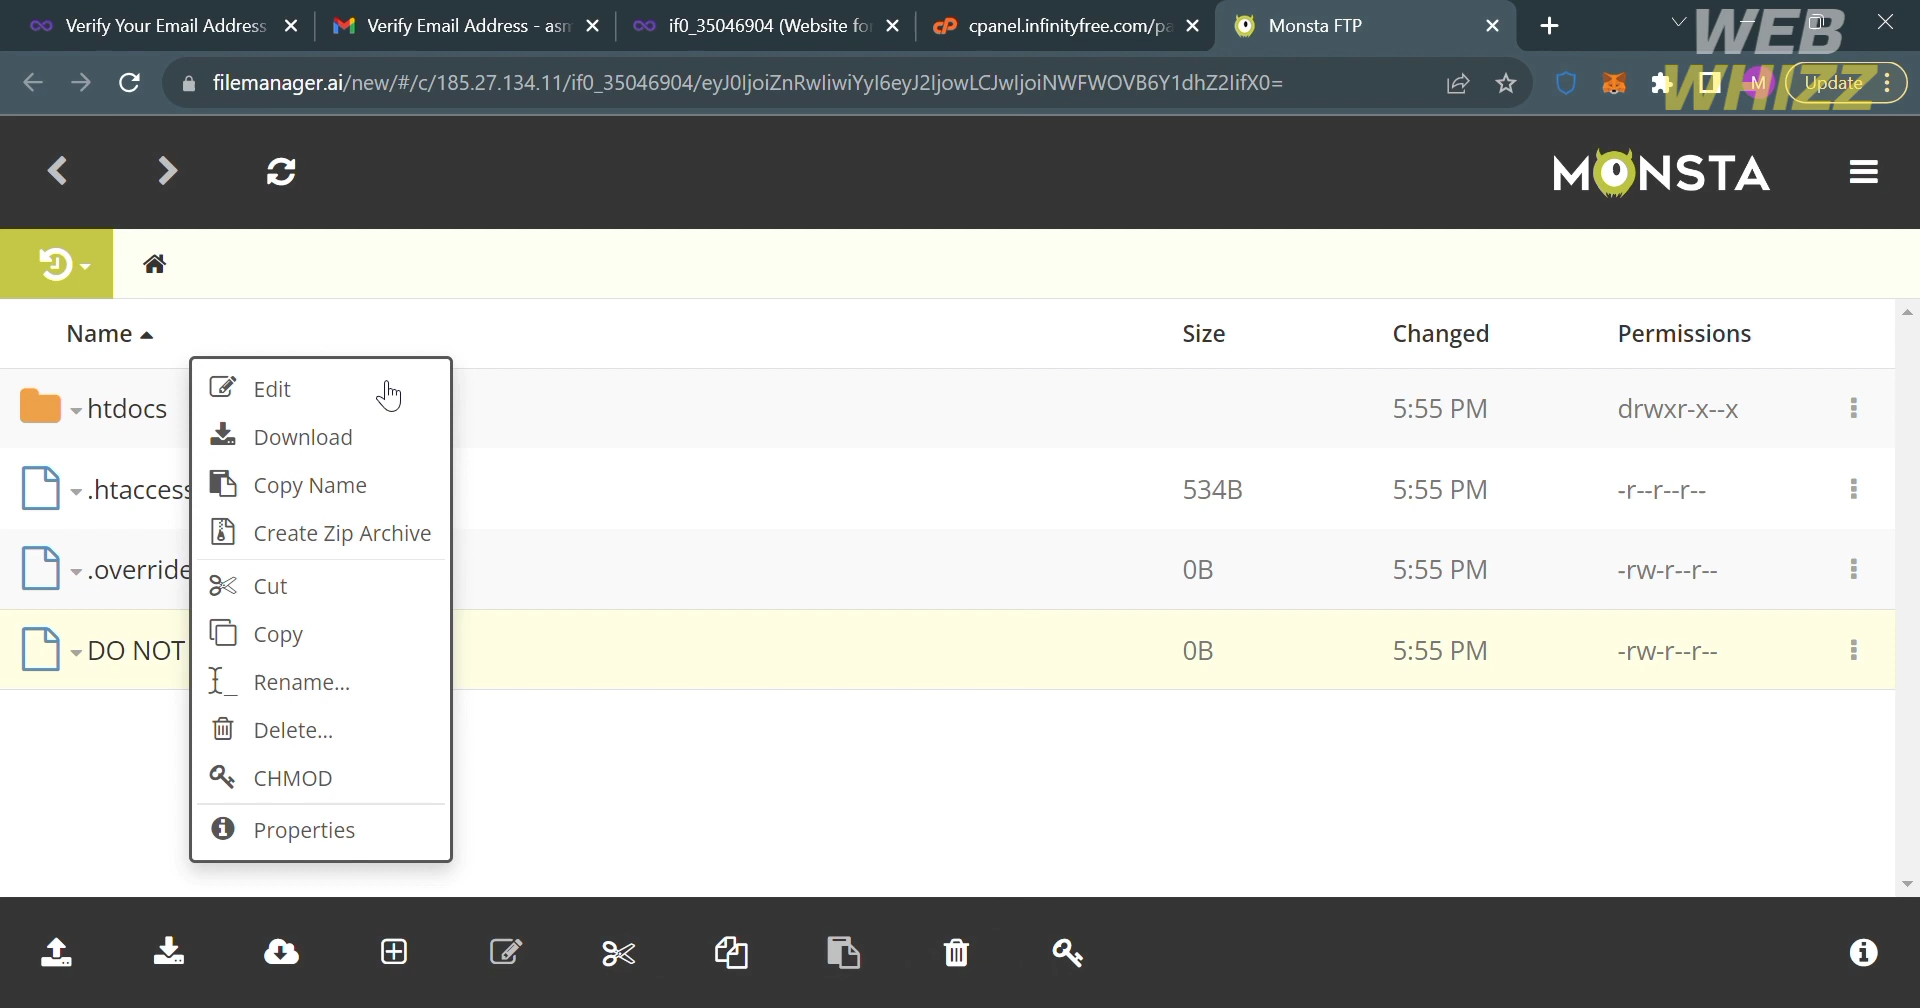 Verify Your Email Address
Verify Email Address - asm
if0_35046904 (Website for
cpanel.infinityfree.com/pa
Monsta FTP
WEB
WHIZZ
filemanager.ai/new/#/c/185.27.134.11/if0_35046904/eyJ0IjoiZnRwIiwiYyI6eyJ2IjowLCJwIjoiNWFWOVB6Y1dhZ2IifX0=
M
Update
MONSTA
Name
Size
Changed
Permissions
htdocs
5:55 PM
drwxr-x--x
.htaccess
534B
5:55 PM
-r--r--r--
.override
0B
5:55 PM
-rw-r--r--
DO NOT
0B
5:55 PM
-rw-r--r--
Edit
Download
Copy Name
Create Zip Archive
Cut
Copy
Rename...
Delete...
CHMOD
Properties